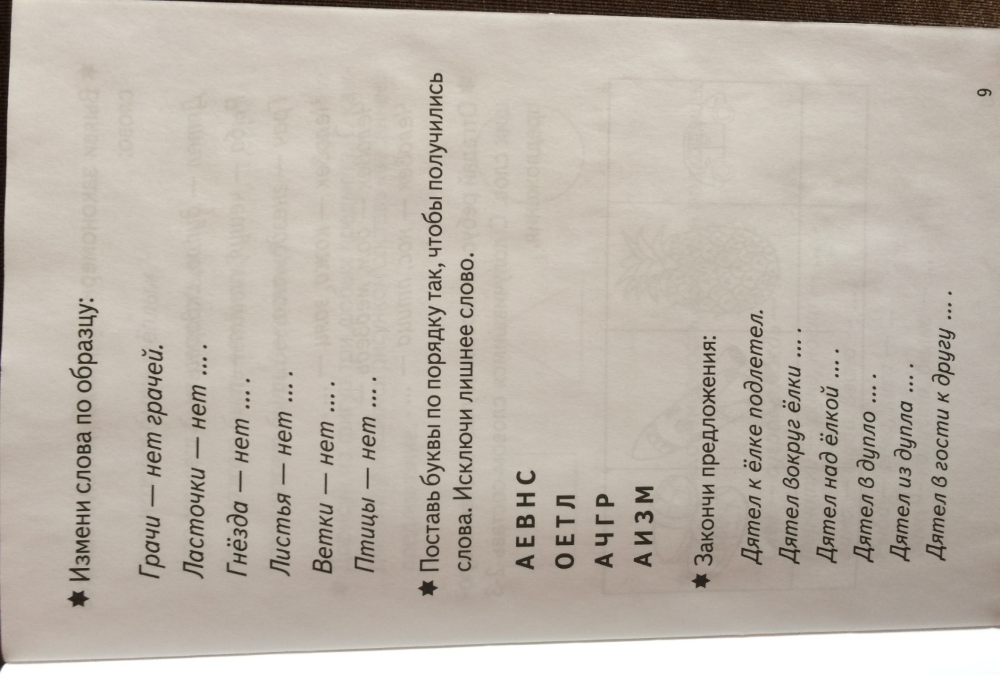 ✶ Измени слова по образцу:
Грачи — нет грачей.
Ласточки — нет ... .
Гнёзда — нет ... .
Листья — нет ... .
Ветки — нет ... .
Птицы — нет ... .
✶ Поставь буквы по порядку так, чтобы получились
слова. Исключи лишнее слово.
А Е В Н С
О Е Т Л
А Ч Г Р
А И З М
✶ Закончи предложения:
Дятел к ёлке подлетел.
Дятел вокруг ёлки ... .
Дятел над ёлкой ... .
Дятел в дупло ... .
Дятел из дупла ... .
Дятел в гости к другу ... .
9